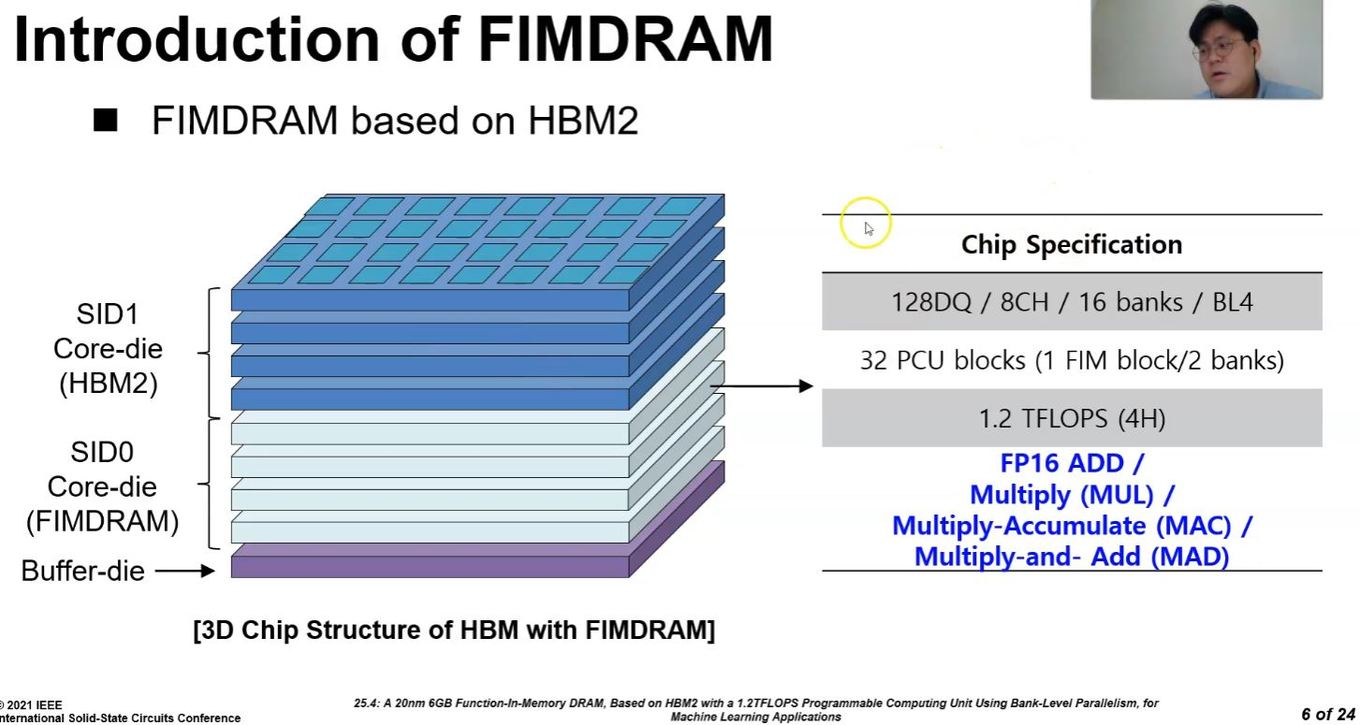 Introduction of FIMDRAM
■ FIMDRAM based on HBM2
SID1
Core-die
(HBM2)
SID0
Core-die
(FIMDRAM)
Buffer-die
[3D Chip Structure of HBM with FIMDRAM]
Chip Specification
128DQ / 8CH / 16 banks / BL4
32 PCU blocks (1 FIM block/2 banks)
1.2 TFLOPS (4H)
FP16 ADD /
Multiply (MUL) /
Multiply-Accumulate (MAC) /
Multiply-and- Add (MAD)
© 2021 IEEE
nternational Solid-State Circuits Conference
25.4: A 20nm 6GB Function-In-Memory DRAM, Based on HBM2 with a 1.2TFLOPS Programmable Computing Unit Using Bank-Level Parallelism, for
Machine Learning Applications
6 of 24